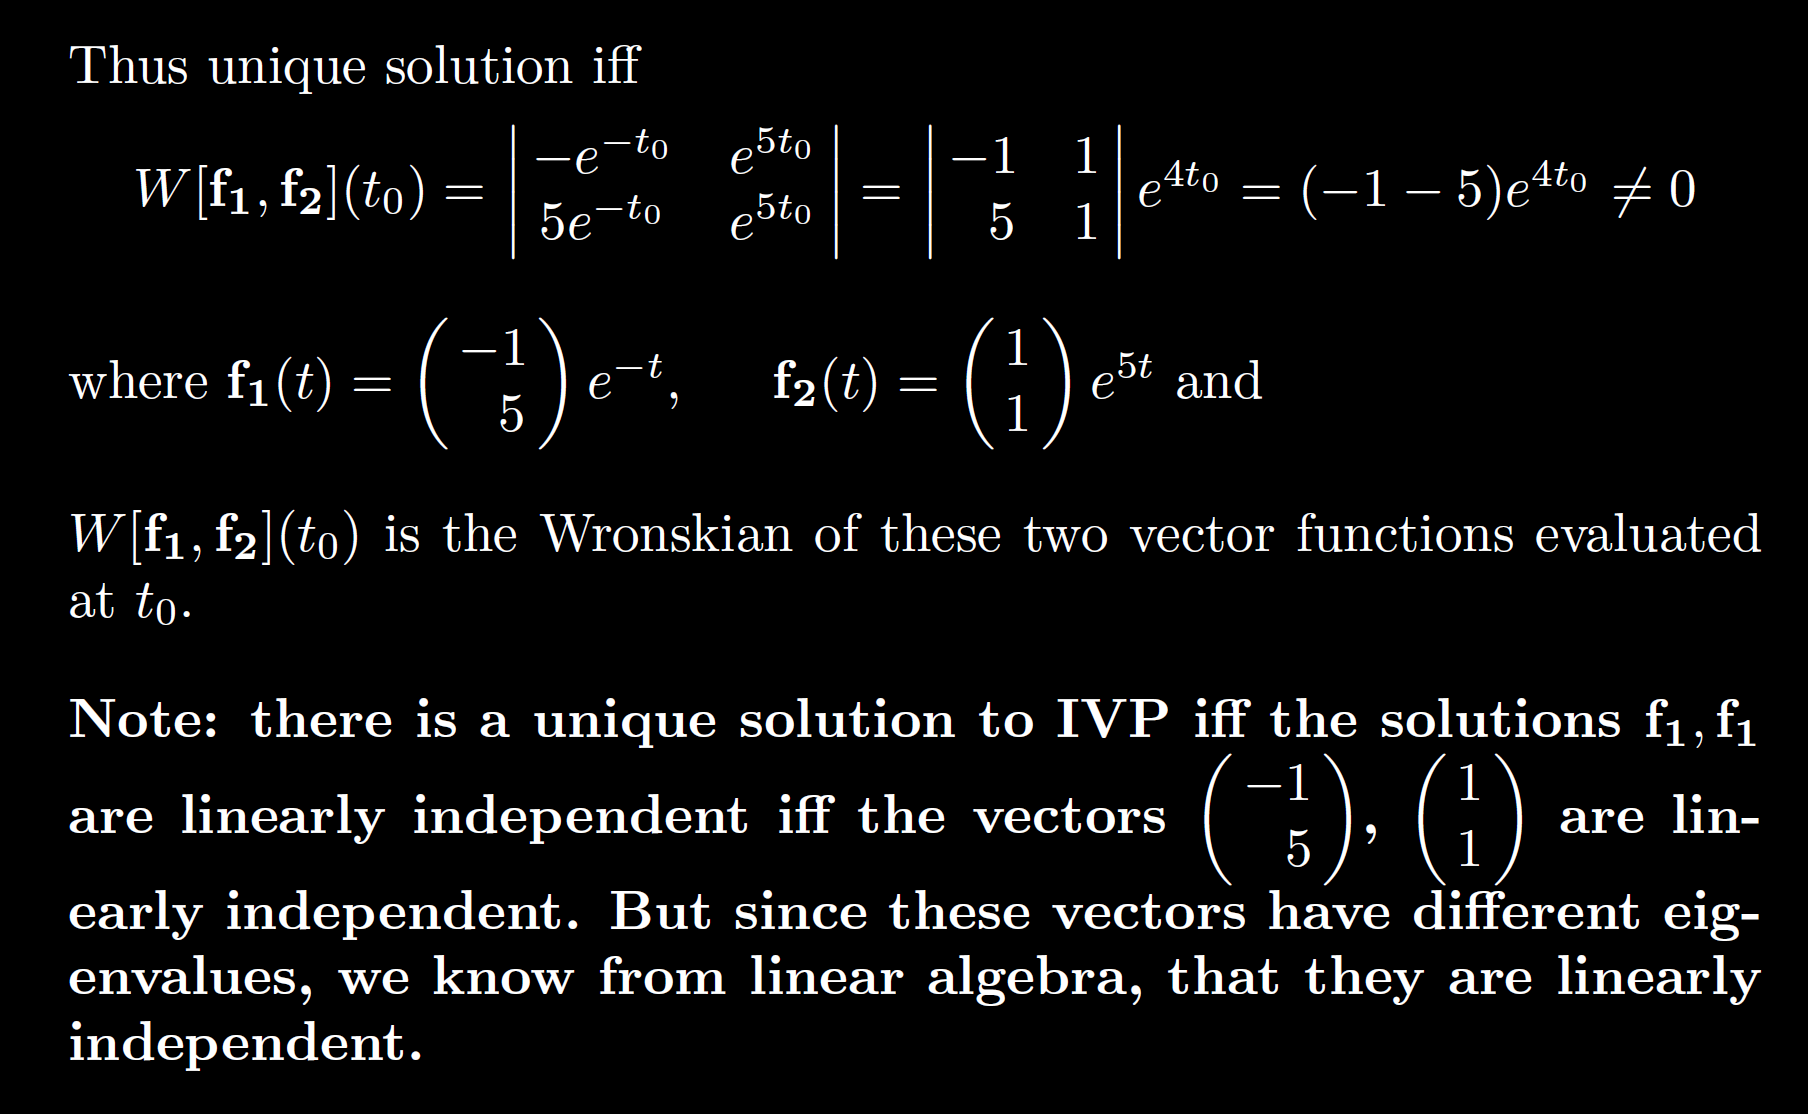 Thus unique solution iff
W[f₁, f₂](t₀) = | −e^{−t₀} e^{5t₀} ; 5e^{−t₀} e^{5t₀} | = | −1 1 ; 5 1 | e^{4t₀} = (−1 − 5)e^{4t₀} ≠ 0
where f₁(t) = ( −1 ; 5 ) e^{−t}, f₂(t) = ( 1 ; 1 ) e^{5t} and
W[f₁, f₂](t₀) is the Wronskian of these two vector functions evaluated
at t₀.
Note: there is a unique solution to IVP iff the solutions f₁, f₁
are linearly independent iff the vectors ( −1 ; 5 ), ( 1 ; 1 ) are lin-
early independent. But since these vectors have different eig-
envalues, we know from linear algebra, that they are linearly
independent.